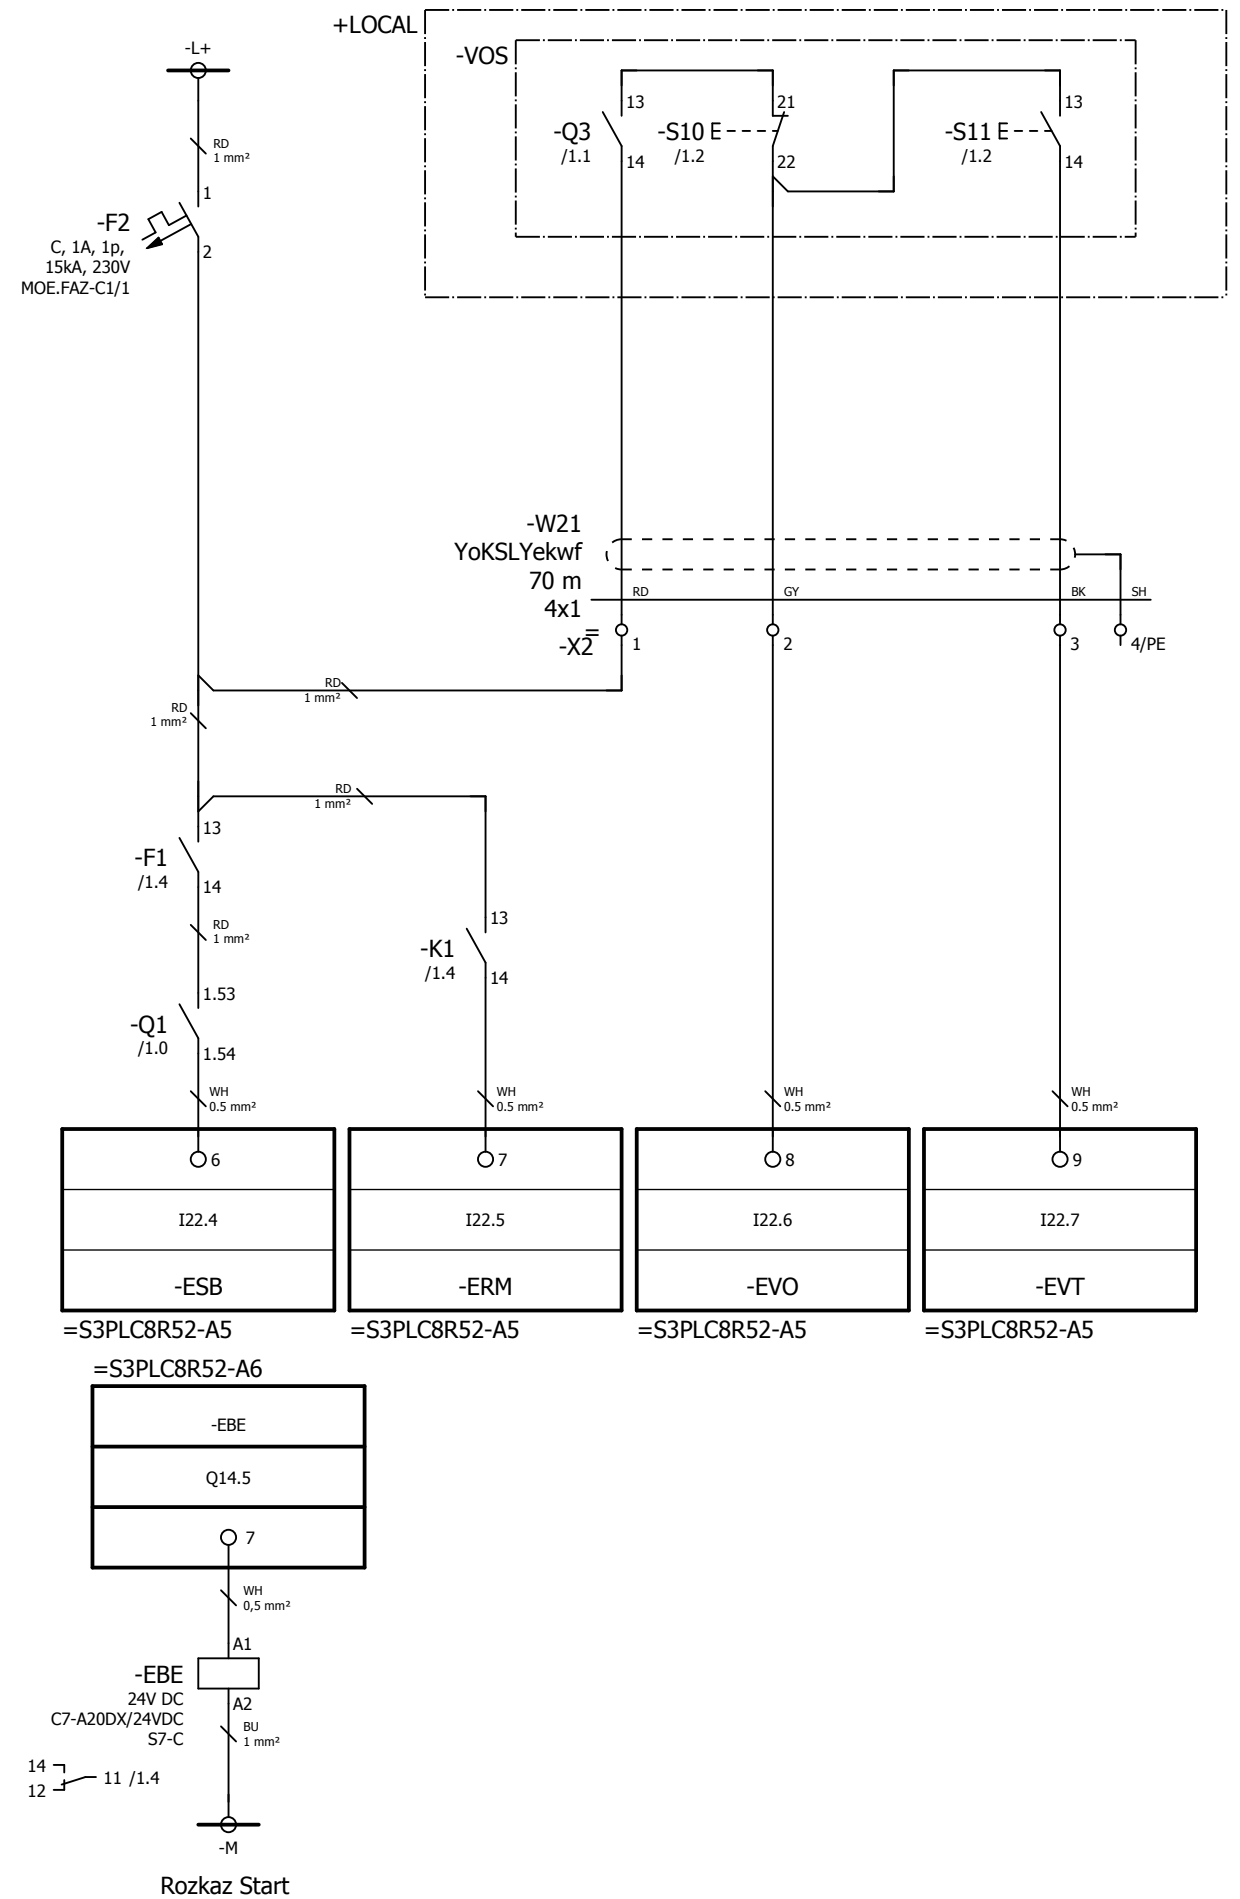 +LOCAL
-L+
-VOS
13
21
13
-Q3
/1.1
-S10 E
/1.2
-S11 E
/1.2
14
22
14
RD
1 mm²
1
-F2
C, 1A, 1p,
15kA, 230V
MOE.FAZ-C1/1
2
-W21
YoKSLYekwf
70 m
4x1
RD
GY
BK
SH
=
-X2
1
2
3
4/PE
RD
1 mm²
RD
1 mm²
RD
1 mm²
13
-F1
/1.4
14
RD
1 mm²
13
-K1
/1.4
14
1.53
-Q1
/1.0
1.54
WH
0.5 mm²
WH
0.5 mm²
WH
0.5 mm²
WH
0.5 mm²
6
7
8
9
I22.4
I22.5
I22.6
I22.7
-ESB
-ERM
-EVO
-EVT
=S3PLC8R52-A5
=S3PLC8R52-A5
=S3PLC8R52-A5
=S3PLC8R52-A5
=S3PLC8R52-A6
-EBE
Q14.5
7
WH
0,5 mm²
A1
-EBE
24V DC
C7-A20DX/24VDC
S7-C
A2
BU
1 mm²
14
12
11 /1.4
-M
Rozkaz Start